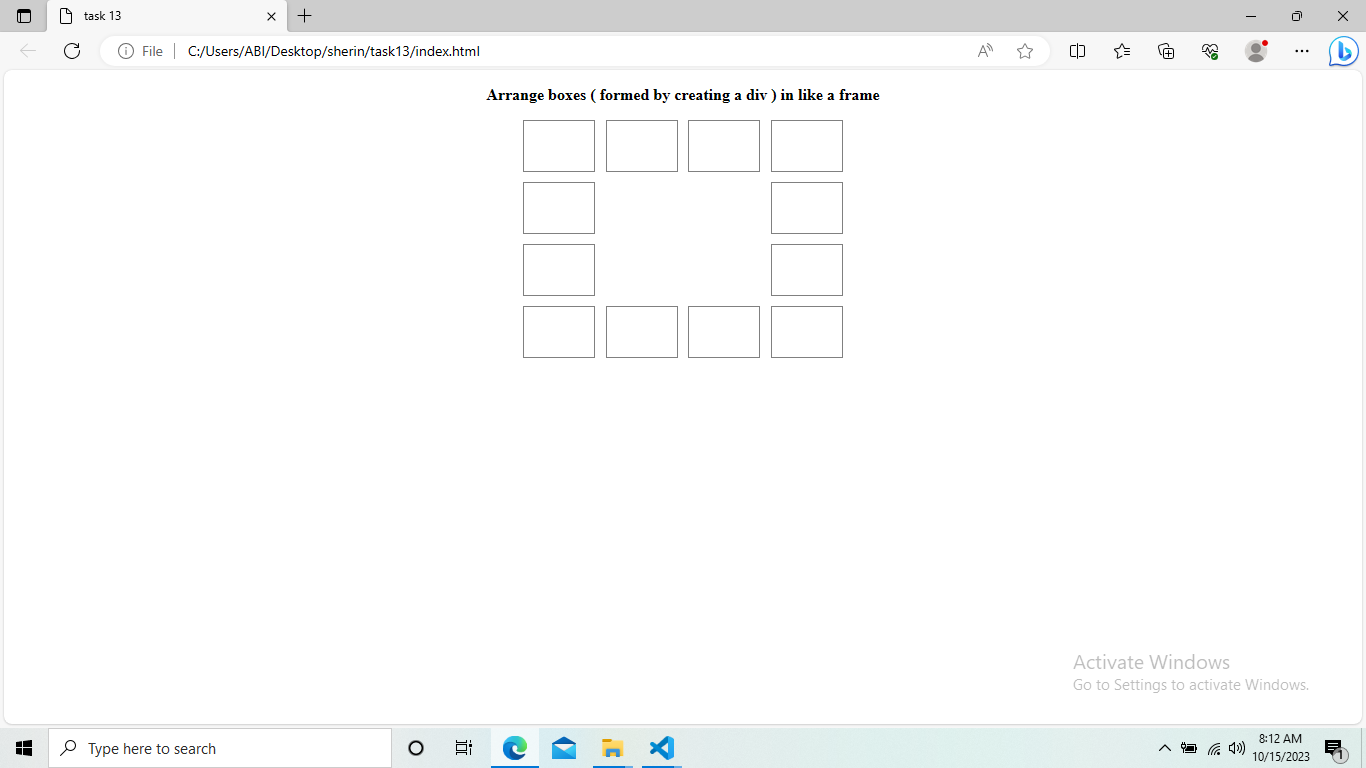 task 13
File
C:/Users/ABI/Desktop/sherin/task13/index.html
Arrange boxes ( formed by creating a div ) in like a frame
Activate Windows
Go to Settings to activate Windows.
Type here to search
8:12 AM
10/15/2023
1